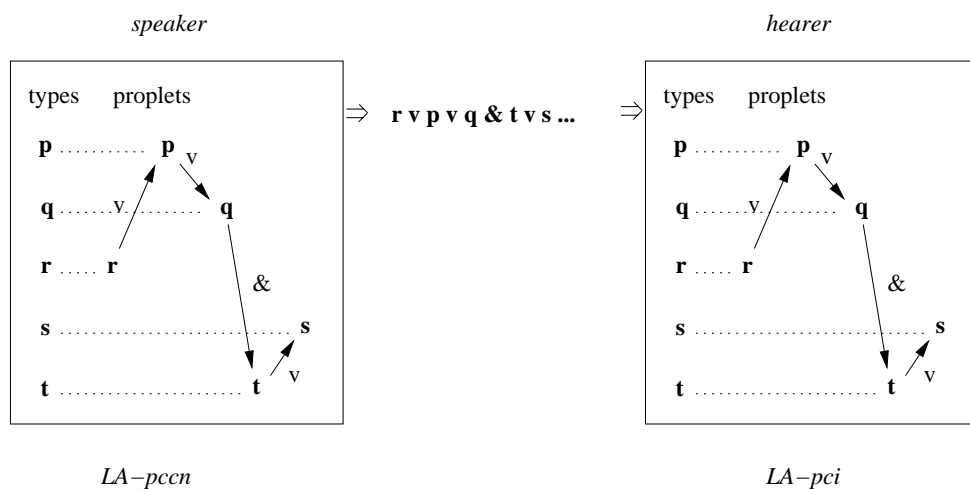 speaker hearer
types proplets types proplets
⇒ r v p v q & t v s ... ⇒
p .......... p v p .......... p v
q ........ v ................ q q ........ v ................ q
r ..... r r ..... r
& &
s ........................................ s s ........................................ s
t ................................ t v t ................................ t v
LA–pccn LA–pci